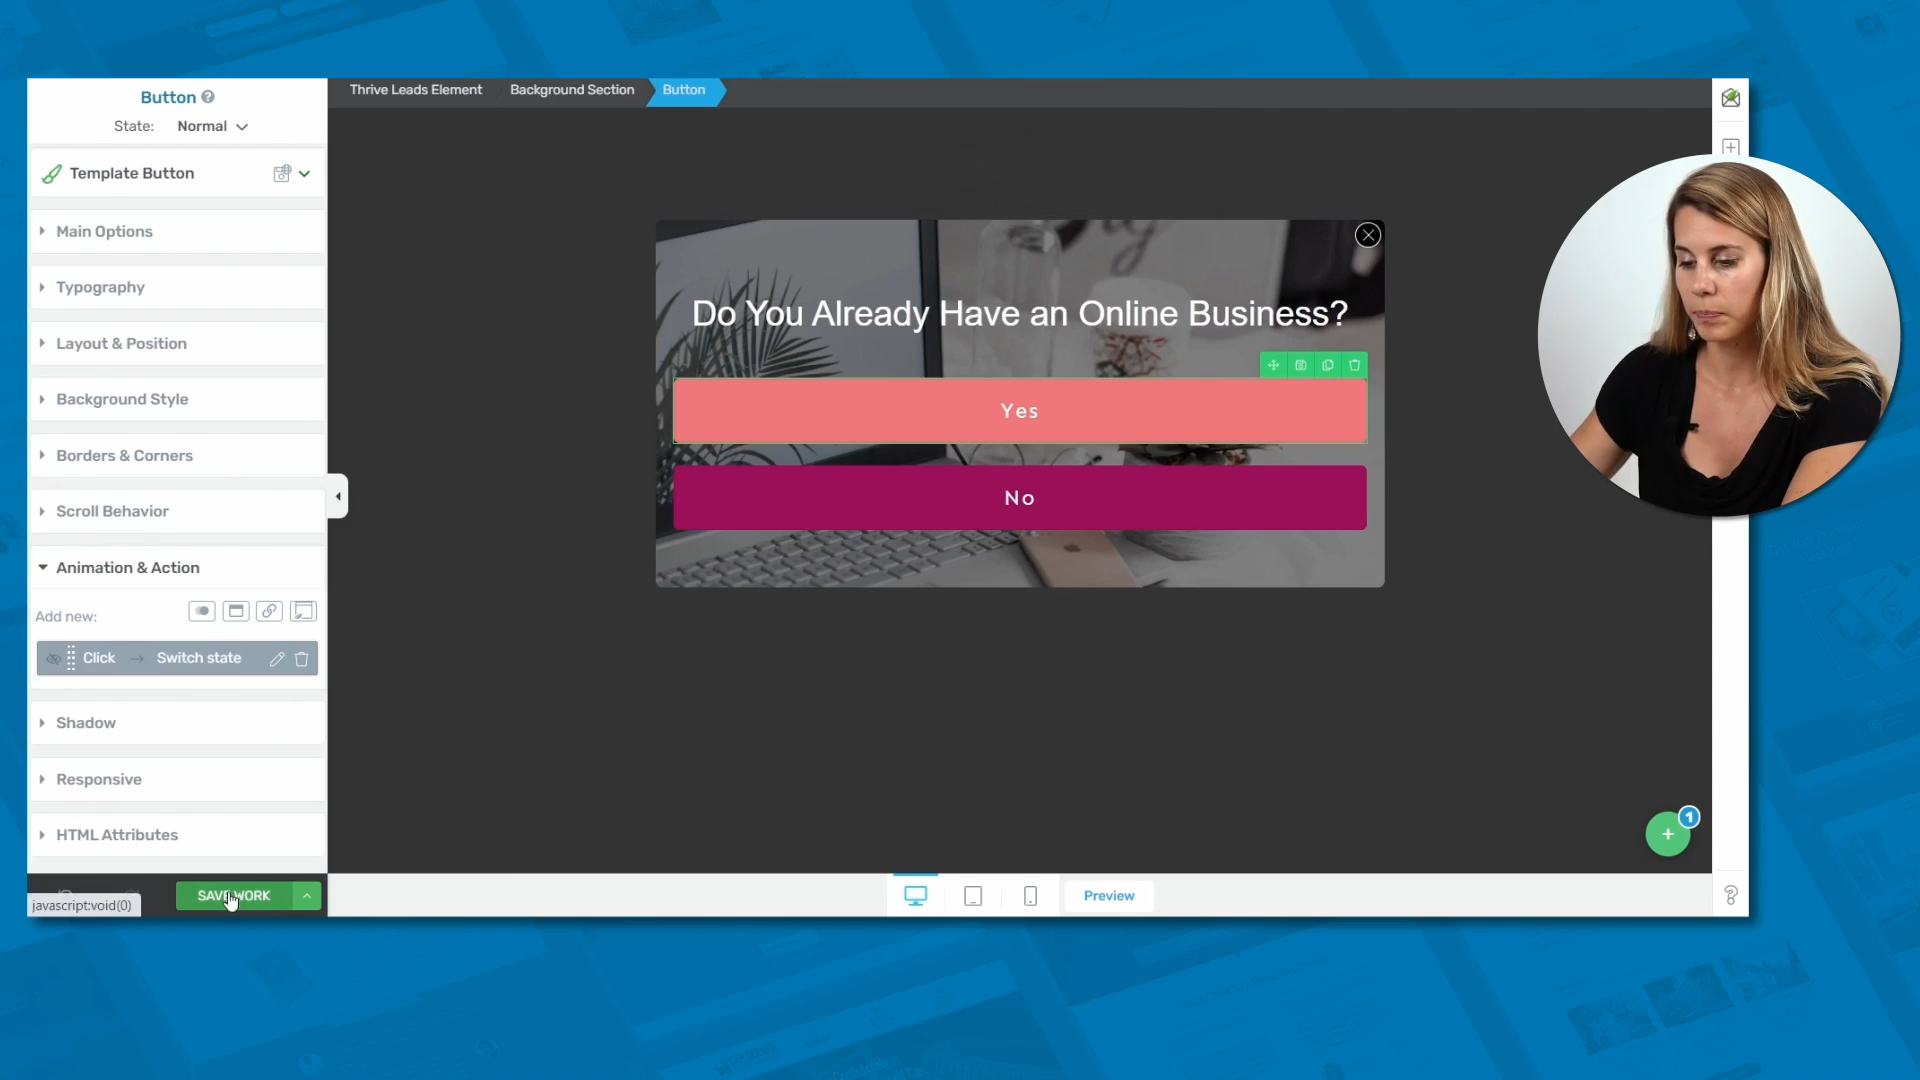 Button
State: Normal
Template Button
Main Options
Typography
Layout & Position
Background Style
Borders & Corners
Scroll Behavior
Animation & Action
Add new:
Click → Switch state
Shadow
Responsive
HTML Attributes
SAVE WORK
javascript:void(0)
Thrive Leads Element
Background Section
Button
Do You Already Have an Online Business?
Yes
No
1
Preview